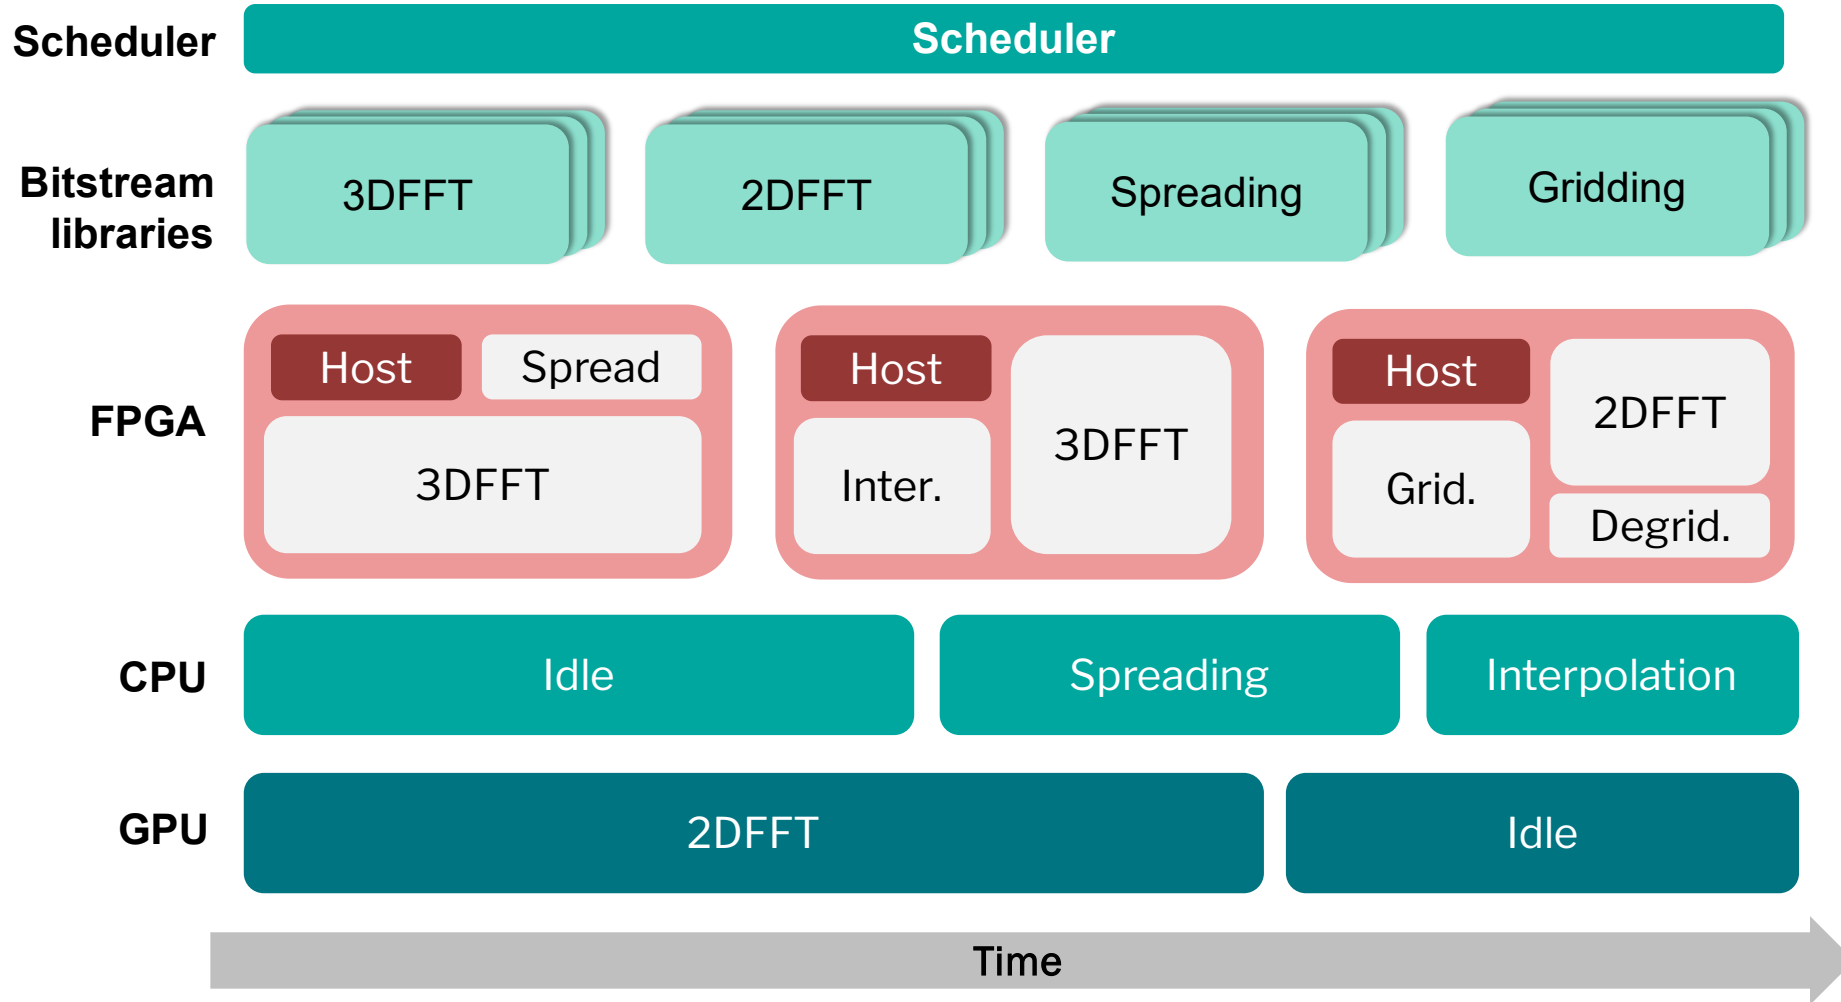 Scheduler
Scheduler
Bitstream
libraries
3DFFT
2DFFT
Spreading
Gridding
FPGA
Host
Spread
3DFFT
Host
Inter.
3DFFT
Host
2DFFT
Grid.
Degrid.
CPU
Idle
Spreading
Interpolation
GPU
2DFFT
Idle
Time